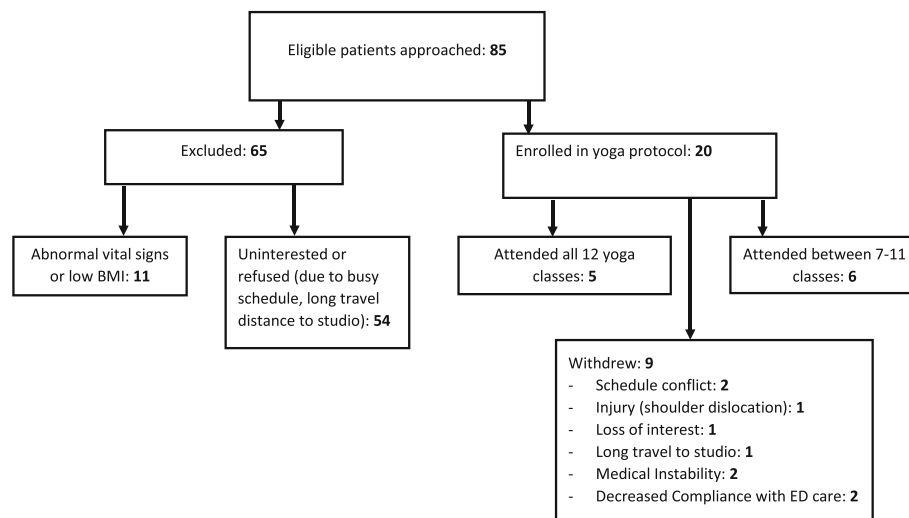 Eligible patients approached: 85
Excluded: 65
Enrolled in yoga protocol: 20
Abnormal vital signs
or low BMI: 11
Uninterested or
refused (due to busy
schedule, long travel
distance to studio): 54
Attended all 12 yoga
classes: 5
Attended between 7-11
classes: 6
Withdrew: 9
- Schedule conflict: 2
- Injury (shoulder dislocation): 1
- Loss of interest: 1
- Long travel to studio: 1
- Medical Instability: 2
- Decreased Compliance with ED care: 2